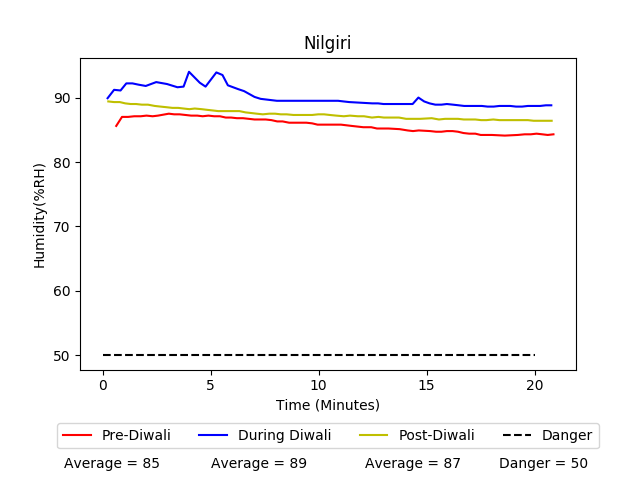 Nilgiri
90
80
70
60
50
Humidity(%RH)
0 5 10 15 20
Time (Minutes)
Pre-Diwali During Diwali Post-Diwali Danger
Average = 85 Average = 89 Average = 87 Danger = 50